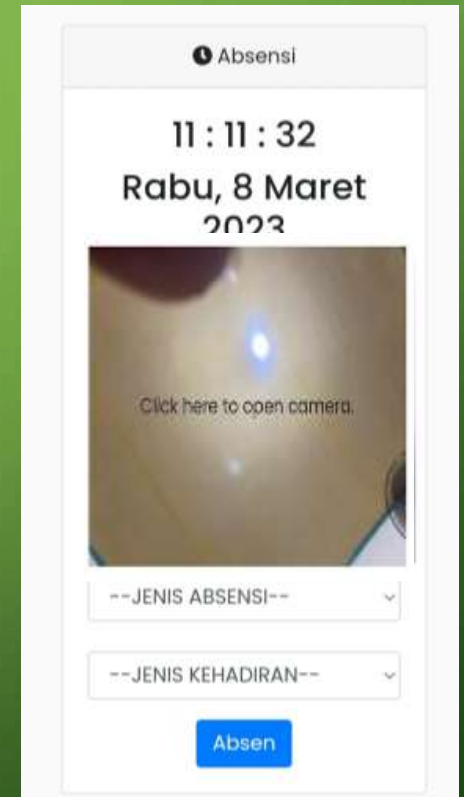 Absensi
11 : 11 : 32
Rabu, 8 Maret
2023
Click here to open camera.
--JENIS ABSENSI--
--JENIS KEHADIRAN--
Absen